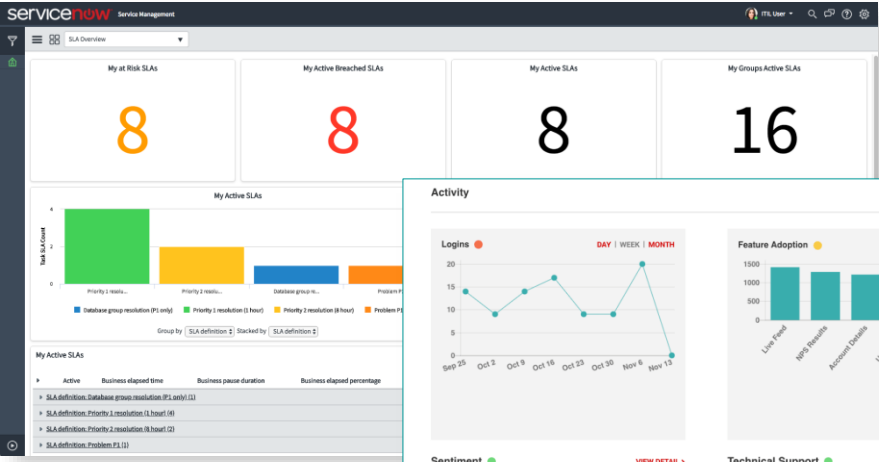 servicenow Service Management
ITIL User
SLA Overview
My at Risk SLAs
8
My Active Breached SLAs
8
My Active SLAs
8
My Groups Active SLAs
16
My Active SLAs
Task SLA Count
4
2
0
Priority 1 resolu...
Priority 2 resolu...
Database group re...
Problem P
Database group resolution (P1 only)
Priority 1 resolution (1 hour)
Priority 2 resolution (8 hour)
Problem P1
Group by SLA definition Stacked by SLA definition
My Active SLAs
Active Business elapsed time Business pause duration Business elapsed percentage
SLA definition: Database group resolution (P1 only) (1)
SLA definition: Priority 1 resolution (1 hour) (4)
SLA definition: Priority 2 resolution (8 hour) (2)
SLA definition: Problem P1 (1)
Activity
Logins
DAY | WEEK | MONTH
20
15
10
5
0
Sep 25
Oct 2
Oct 9
Oct 16
Oct 23
Oct 30
Nov 6
Nov 13
Feature Adoption
1500
1000
500
0
Live Feed
NPS Results
Account Details
Sentiment
VIEW DETAIL >
Technical Support